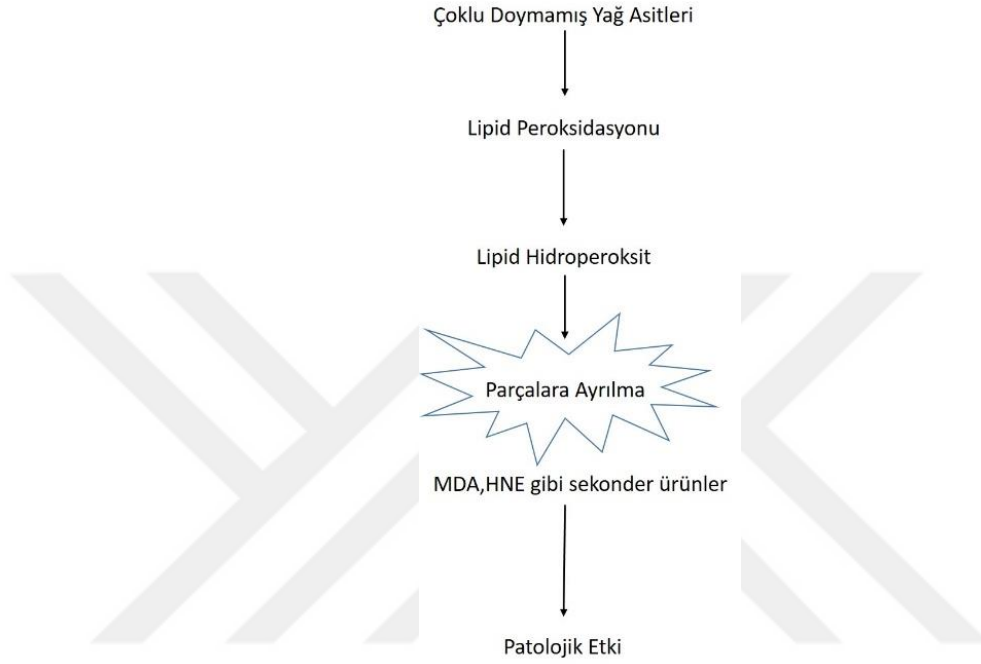 Çoklu Doymamış Yağ Asitleri
Lipid Peroksidasyonu
Lipid Hidroperoksit
Parçalara Ayrılma
MDA,HNE gibi sekonder ürünler
Patolojik Etki